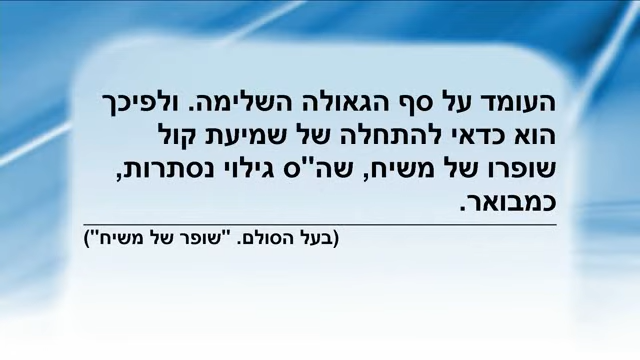 העומד על סף הגאולה השלימה. ולפיכך
הוא כדאי להתחלה של שמיעת קול
שופרו של משיח, שה"ס גילוי נסתרות,
כמבואר.
(בעל הסולם. "שופר של משיח")